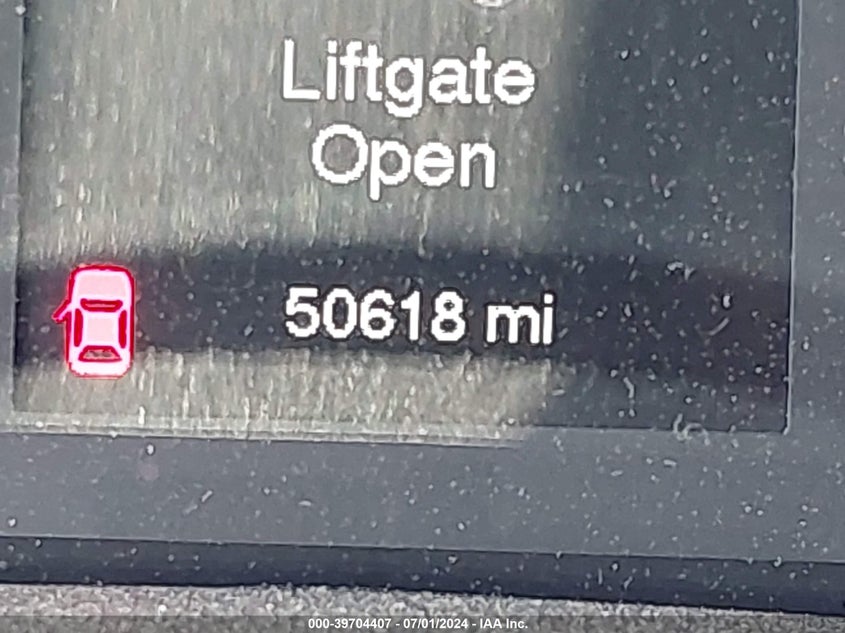 Liftgate
Open
50618 mi
000-39704407 - 07/01/2024 - IAA Inc.